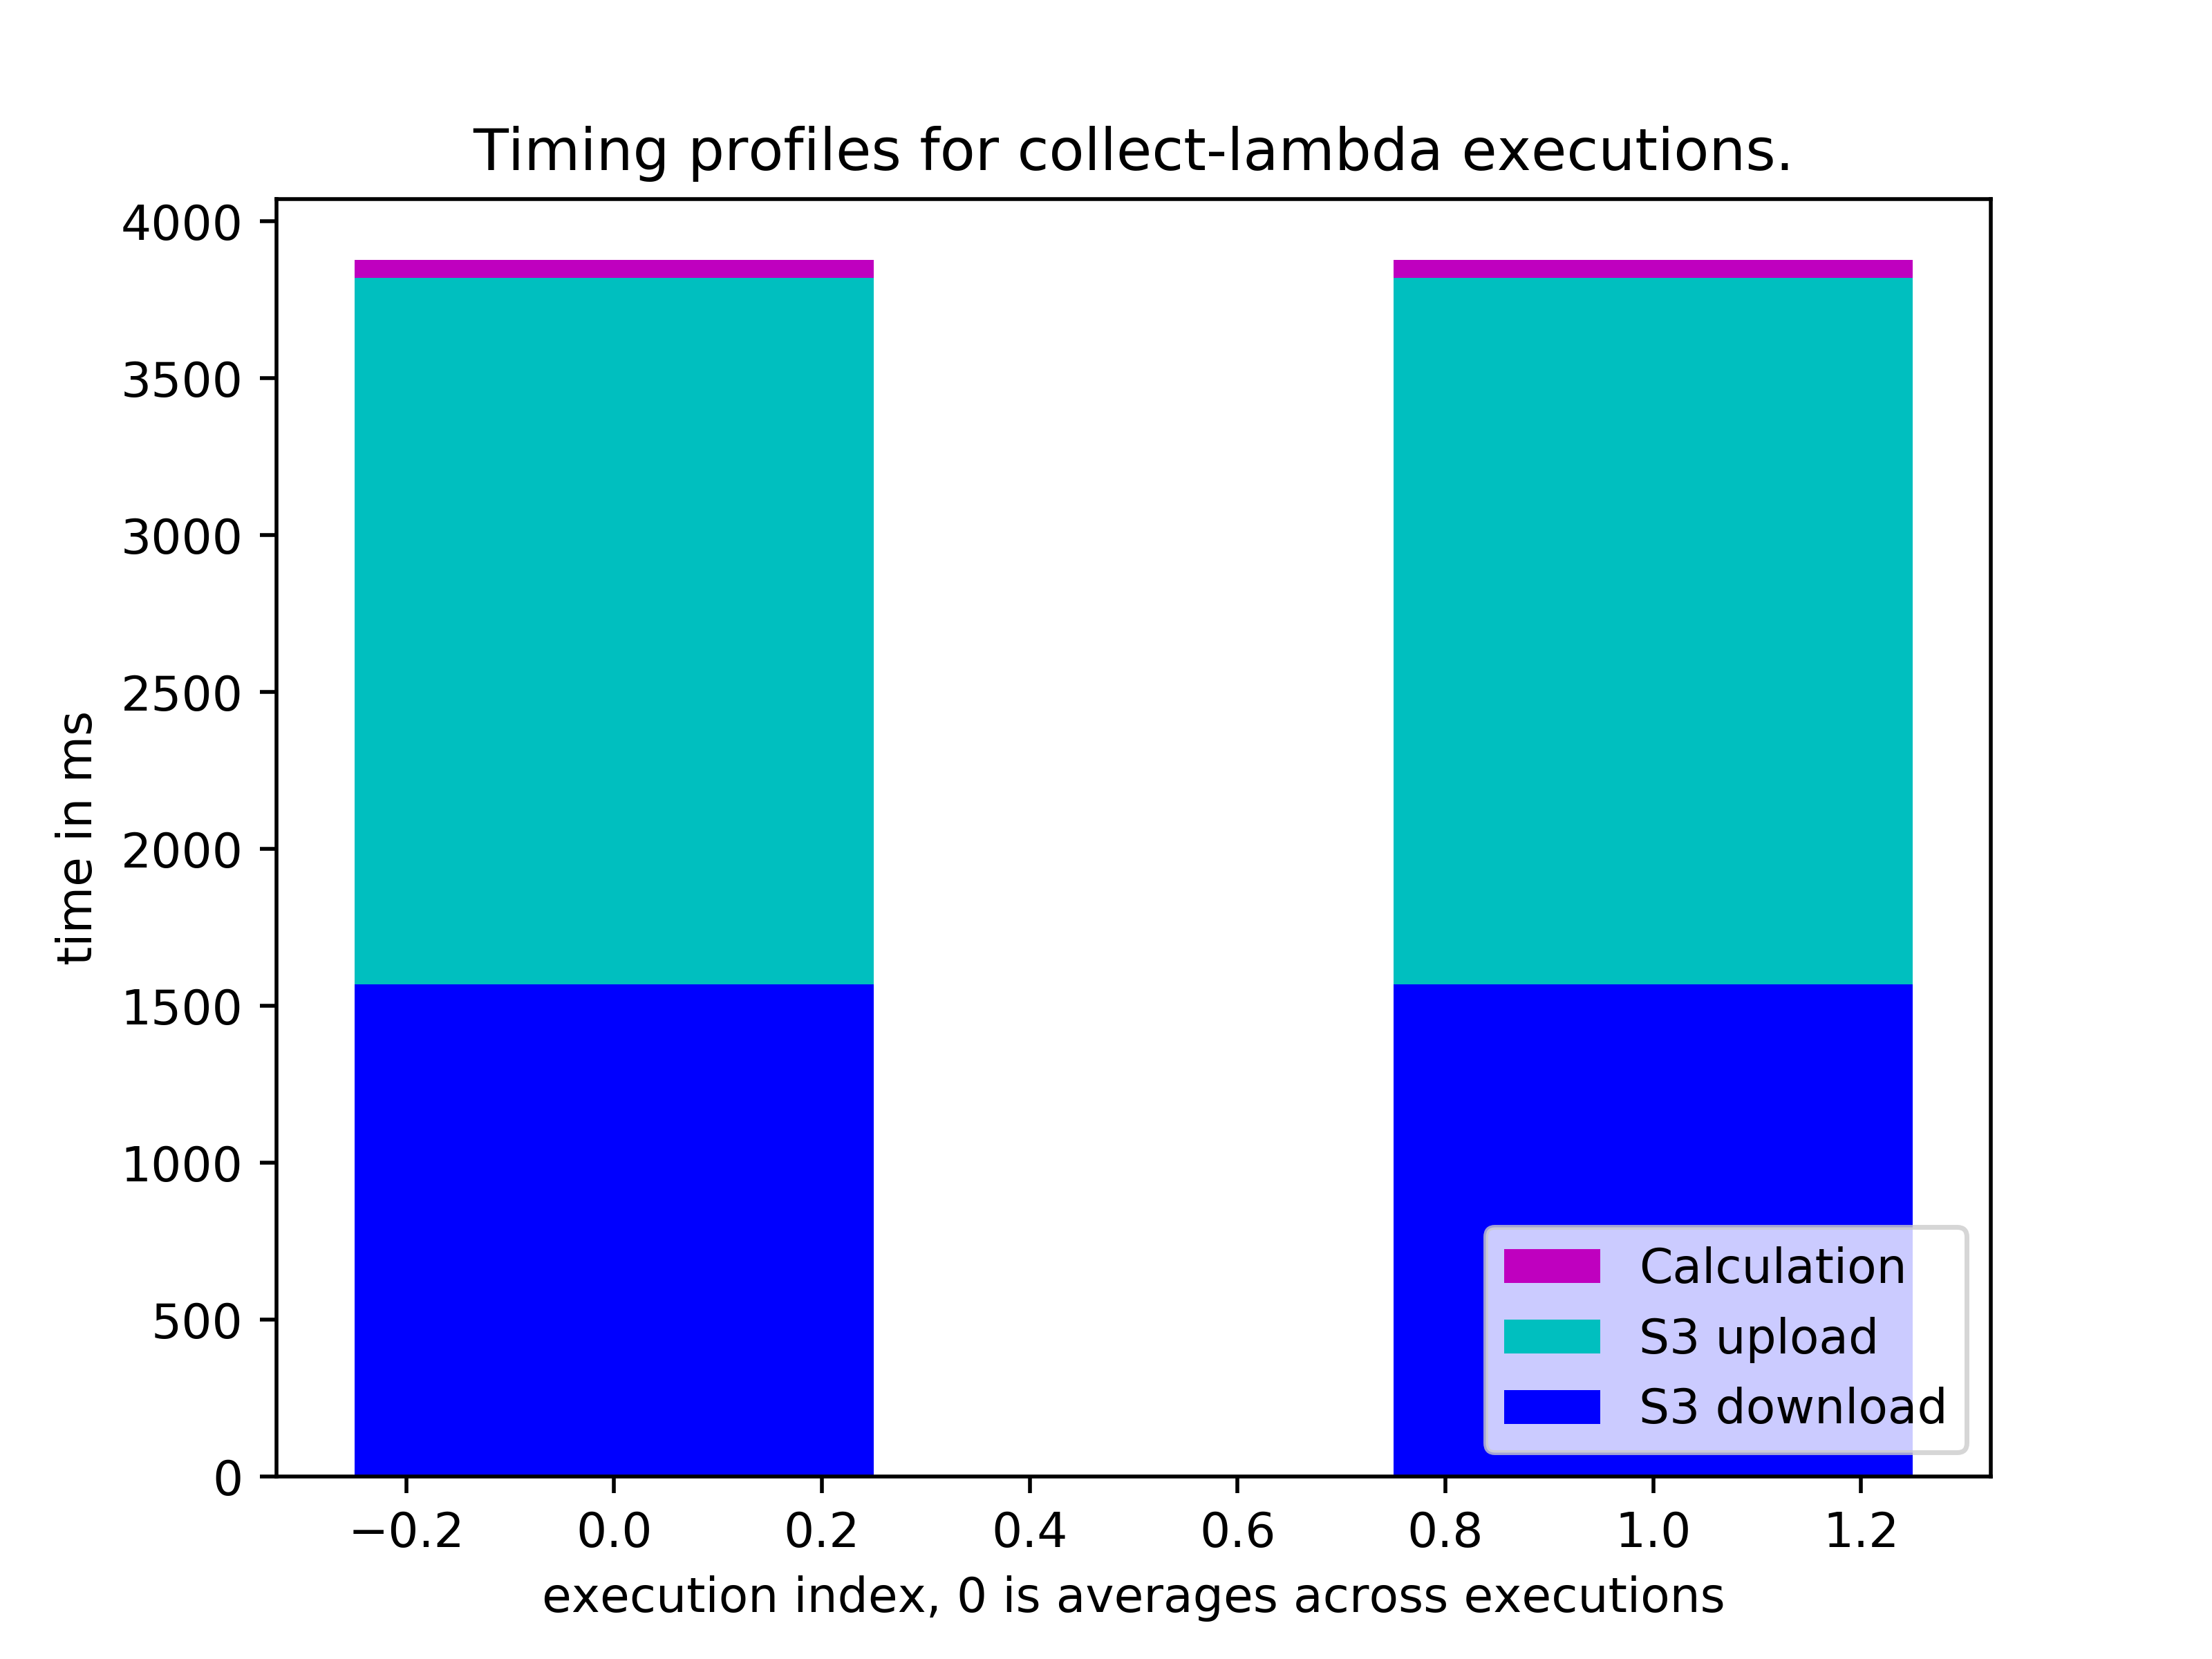 Timing profiles for collect-lambda executions.
4000
3500
3000
2500
2000
1500
1000
500
0
time in ms
Calculation
S3 upload
S3 download
−0.2 0.0 0.2 0.4 0.6 0.8 1.0 1.2
execution index, 0 is averages across executions